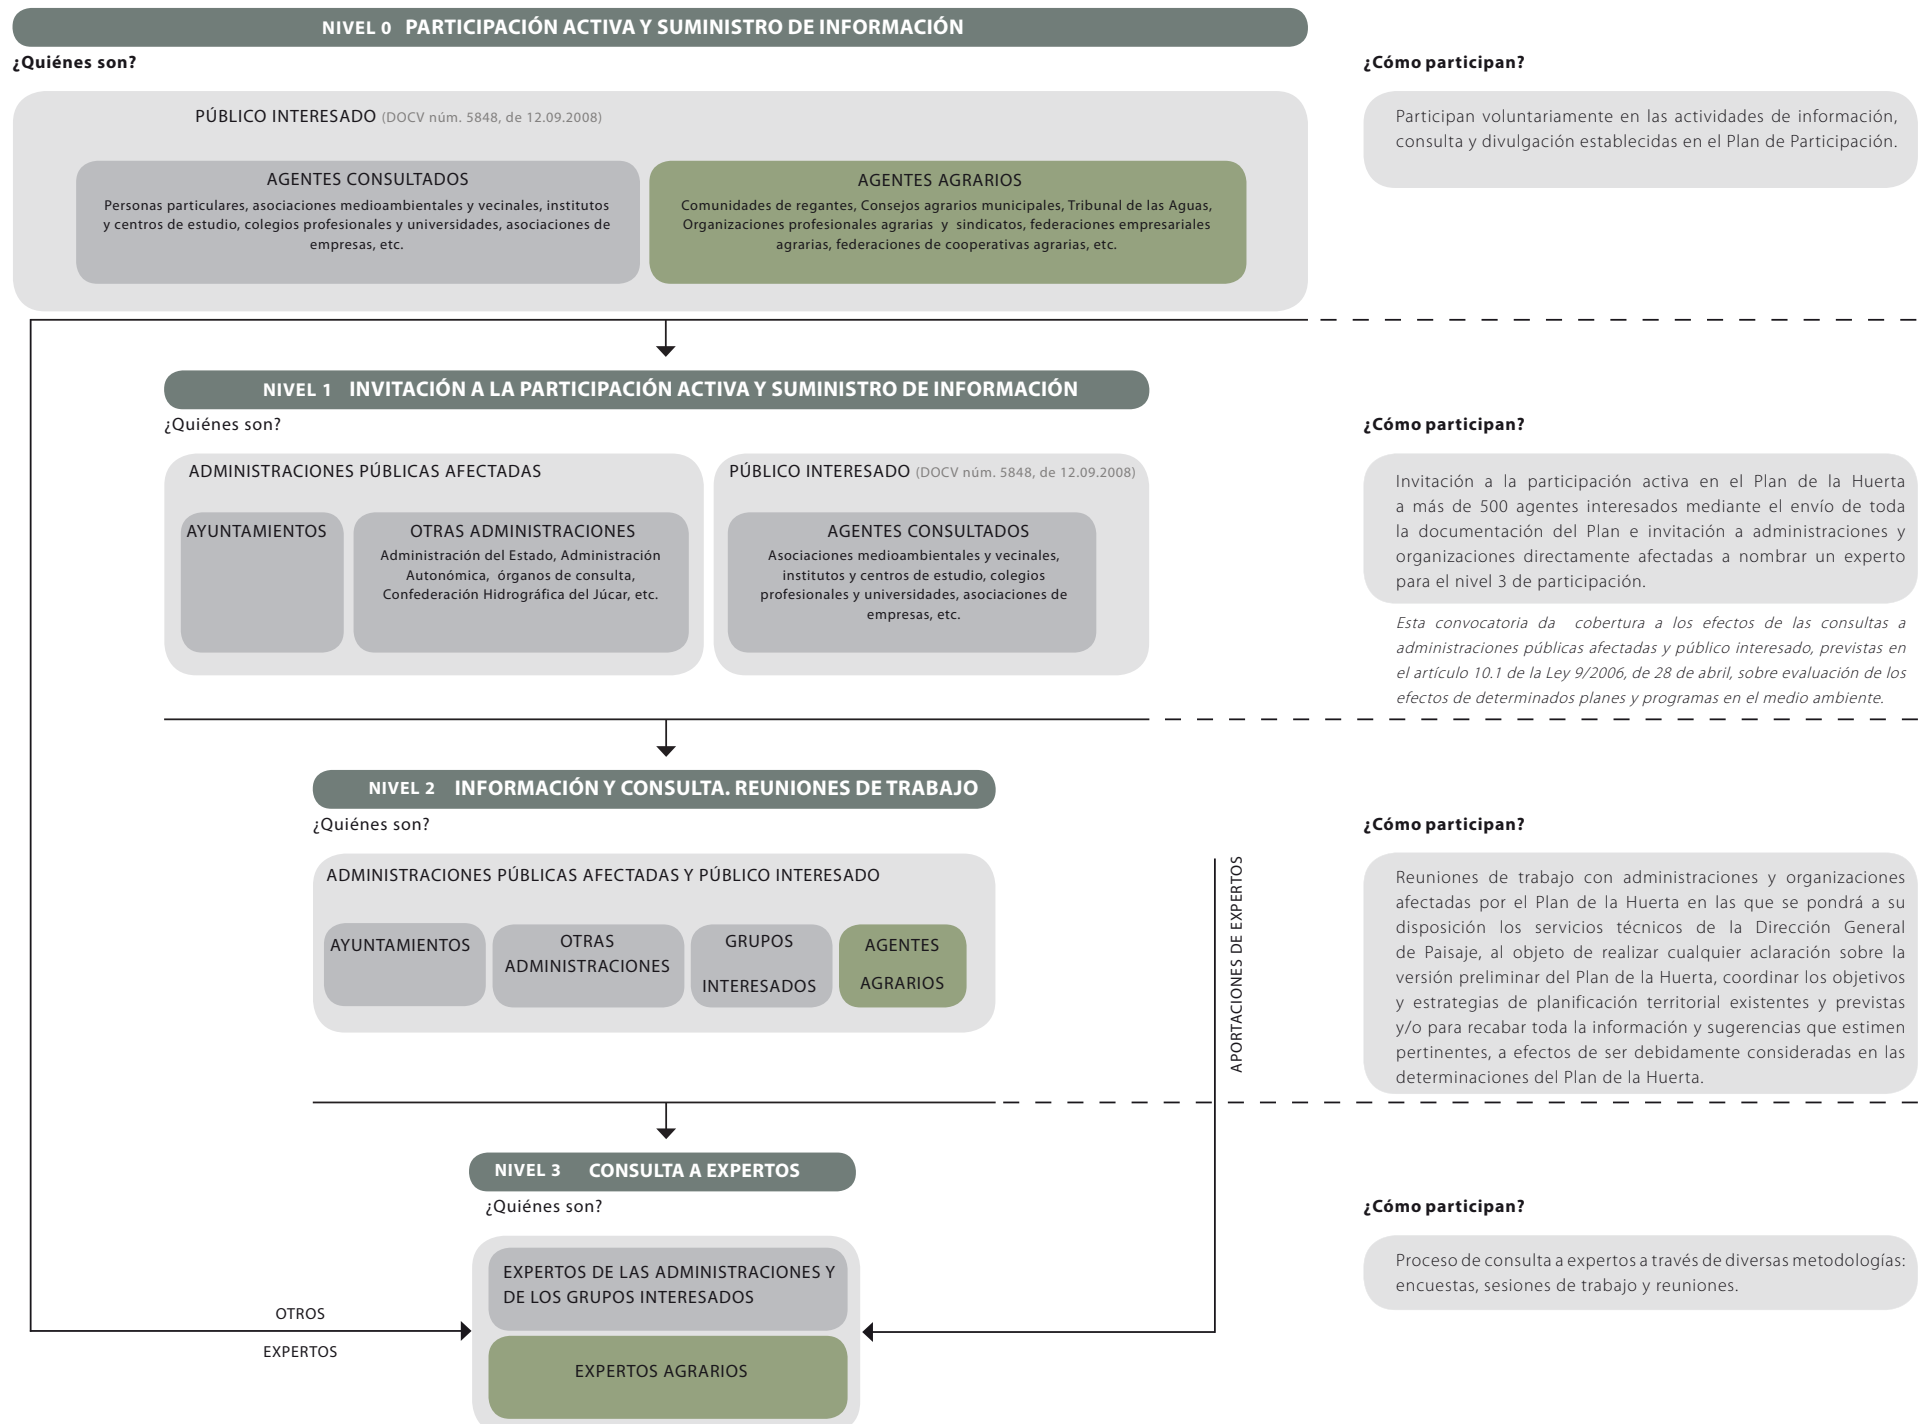 NIVEL 0 PARTICIPACIÓN ACTIVA Y SUMINISTRO DE INFORMACIÓN
¿Quiénes son?
PÚBLICO INTERESADO (DOCV núm. 5848, de 12.09.2008)
AGENTES CONSULTADOS
Personas particulares, asociaciones medioambientales y vecinales, institutos
y centros de estudio, colegios profesionales y universidades, asociaciones de
empresas, etc.
AGENTES AGRARIOS
Comunidades de regantes, Consejos agrarios municipales, Tribunal de las Aguas,
Organizaciones profesionales agrarias y sindicatos, federaciones empresariales
agrarias, federaciones de cooperativas agrarias, etc.
¿Cómo participan?
Participan voluntariamente en las actividades de información,
consulta y divulgación establecidas en el Plan de Participación.
NIVEL 1 INVITACIÓN A LA PARTICIPACIÓN ACTIVA Y SUMINISTRO DE INFORMACIÓN
¿Quiénes son?
ADMINISTRACIONES PÚBLICAS AFECTADAS
AYUNTAMIENTOS
OTRAS ADMINISTRACIONES
Administración del Estado, Administración
Autonómica, órganos de consulta,
Confederación Hidrográfica del Júcar, etc.
PÚBLICO INTERESADO (DOCV núm. 5848, de 12.09.2008)
AGENTES CONSULTADOS
Asociaciones medioambientales y vecinales,
institutos y centros de estudio, colegios
profesionales y universidades, asociaciones de
empresas, etc.
¿Cómo participan?
Invitación a la participación activa en el Plan de la Huerta
a más de 500 agentes interesados mediante el envío de toda
la documentación del Plan e invitación a administraciones y
organizaciones directamente afectadas a nombrar un experto
para el nivel 3 de participación.
Esta convocatoria da cobertura a los efectos de las consultas a
administraciones públicas afectadas y público interesado, previstas en
el artículo 10.1 de la Ley 9/2006, de 28 de abril, sobre evaluación de los
efectos de determinados planes y programas en el medio ambiente.
NIVEL 2 INFORMACIÓN Y CONSULTA. REUNIONES DE TRABAJO
¿Quiénes son?
ADMINISTRACIONES PÚBLICAS AFECTADAS Y PÚBLICO INTERESADO
AYUNTAMIENTOS
OTRAS
ADMINISTRACIONES
GRUPOS
INTERESADOS
AGENTES
AGRARIOS
APORTACIONES DE EXPERTOS
¿Cómo participan?
Reuniones de trabajo con administraciones y organizaciones
afectadas por el Plan de la Huerta en las que se pondrá a su
disposición los servicios técnicos de la Dirección General
de Paisaje, al objeto de realizar cualquier aclaración sobre la
versión preliminar del Plan de la Huerta, coordinar los objetivos
y estrategias de planificación territorial existentes y previstas
y/o para recabar toda la información y sugerencias que estimen
pertinentes, a efectos de ser debidamente consideradas en las
determinaciones del Plan de la Huerta.
NIVEL 3 CONSULTA A EXPERTOS
¿Quiénes son?
EXPERTOS DE LAS ADMINISTRACIONES Y
DE LOS GRUPOS INTERESADOS
EXPERTOS AGRARIOS
OTROS
EXPERTOS
¿Cómo participan?
Proceso de consulta a expertos a través de diversas metodologías:
encuestas, sesiones de trabajo y reuniones.